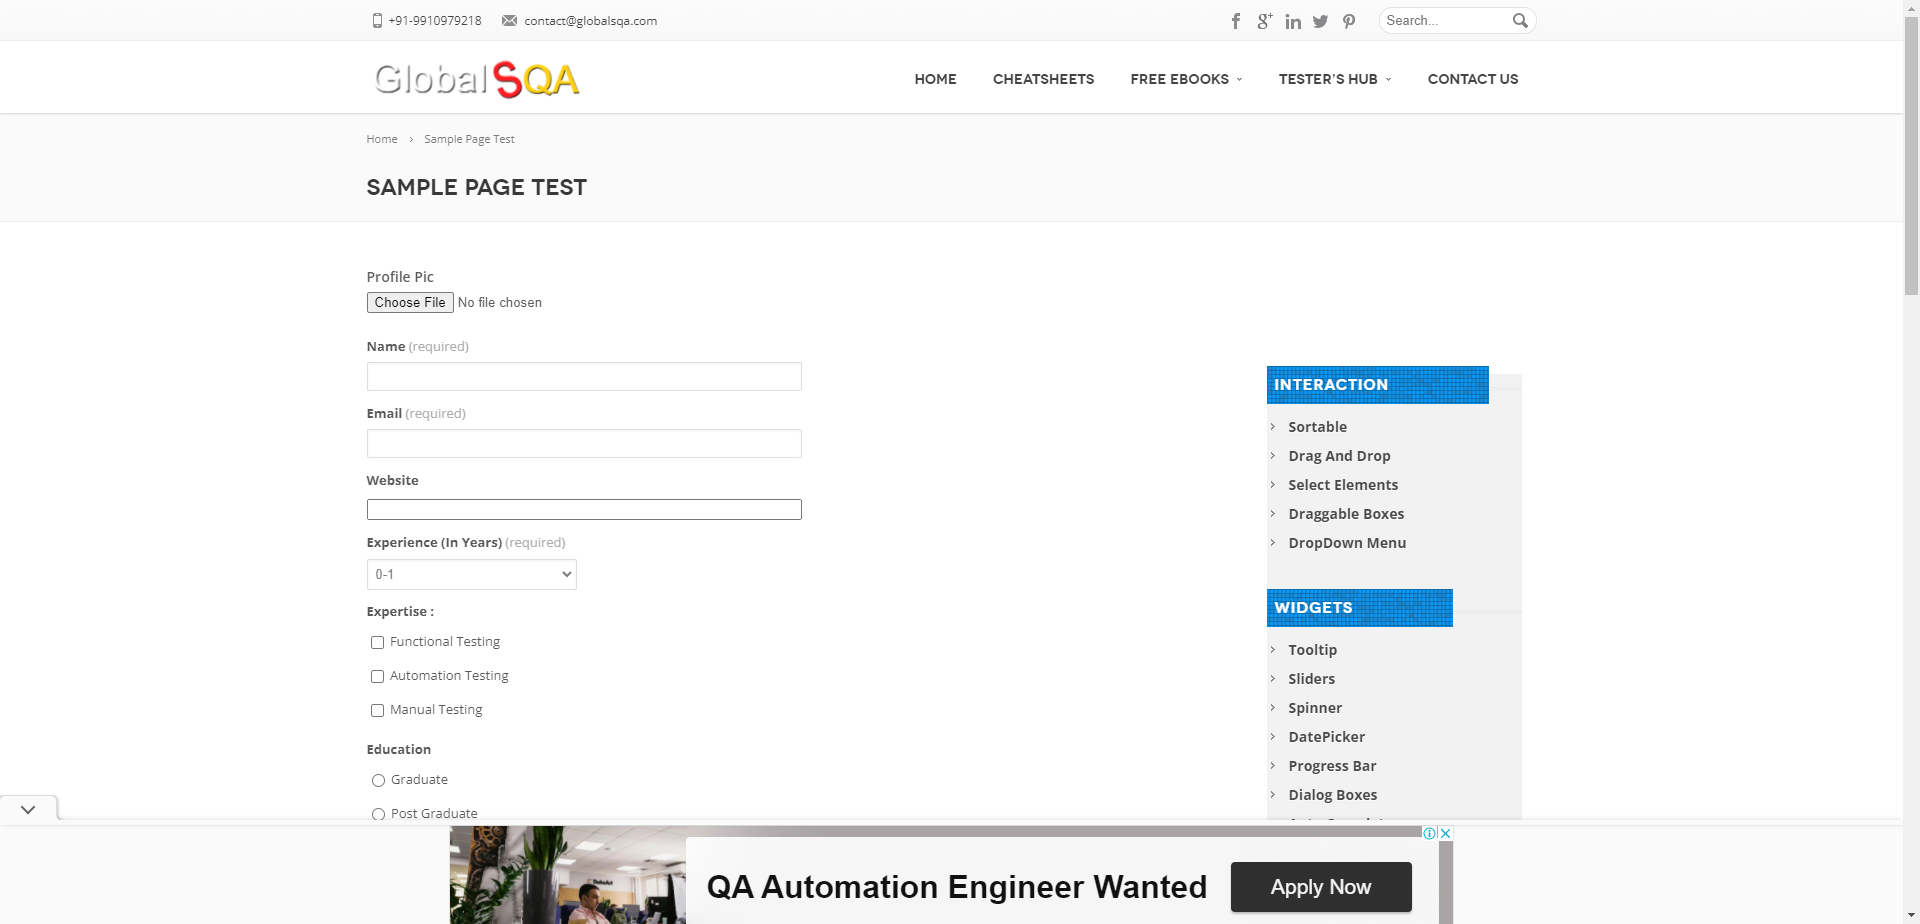 +91-9910979218 contact@globalsqa.com Search...
GlobalSQA HOME CHEATSHEETS FREE EBOOKS TESTER'S HUB CONTACT US
Home › Sample Page Test
SAMPLE PAGE TEST
Profile Pic
Choose File No file chosen
Name (required)
Email (required)
Website
Experience (In Years) (required)
0-1
Expertise :
Functional Testing
Automation Testing
Manual Testing
Education
Graduate
Post Graduate
INTERACTION
Sortable
Drag And Drop
Select Elements
Draggable Boxes
DropDown Menu
WIDGETS
Tooltip
Sliders
Spinner
DatePicker
Progress Bar
Dialog Boxes
QA Automation Engineer Wanted
Apply Now